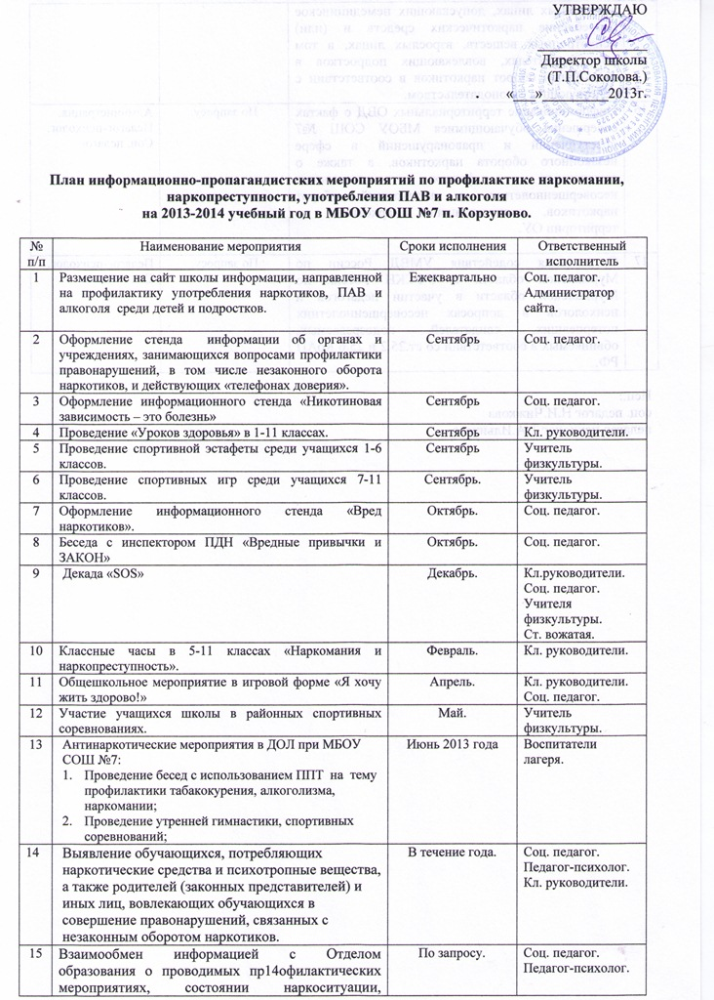 УТВЕРЖДАЮ
Директор школы
(Т.П.Соколова.)
«___»__________2013г.
План информационно-пропагандистских мероприятий по профилактике наркомании,
наркопреступности, употребления ПАВ и алкоголя
на 2013-2014 учебный год в МБОУ СОШ №7 п. Корзуново.
№ п/п Наименование мероприятия Сроки исполнения Ответственный исполнитель
1 Размещение на сайт школы информации, направленной Ежеквартально Соц. педагог.
на профилактику употребления наркотиков, ПАВ и Администратор
алкоголя среди детей и подростков. сайта.
2 Оформление стенда информации об органах и Сентябрь Соц. педагог.
учреждениях, занимающихся вопросами профилактики
правонарушений, в том числе незаконного оборота
наркотиков, и действующих «телефонах доверия».
3 Оформление информационного стенда «Никотиновая Сентябрь Соц. педагог.
зависимость – это болезнь»
4 Проведение «Уроков здоровья» в 1-11 классах. Сентябрь Кл. руководители.
5 Проведение спортивной эстафеты среди учащихся 1-6 Сентябрь Учитель
классов. физкультуры.
6 Проведение спортивных игр среди учащихся 7-11 Сентябрь. Учитель
классов. физкультуры.
7 Оформление информационного стенда «Вред Октябрь. Соц. педагог.
наркотиков».
8 Беседа с инспектором ПДН «Вредные привычки и Октябрь. Соц. педагог.
ЗАКОН»
9 Декада «SOS» Декабрь. Кл.руководители.
Соц. педагог.
Учителя
физкультуры.
Ст. вожатая.
10 Классные часы в 5-11 классах «Наркомания и Февраль. Кл. руководители.
наркопреступность».
11 Общешкольное мероприятие в игровой форме «Я хочу Апрель. Кл. руководители.
жить здорово!» Соц. педагог.
12 Участие учащихся школы в районных спортивных Май. Учитель
соревнованиях. физкультуры.
13 Антинаркотические мероприятия в ДОЛ при МБОУ Июнь 2013 года Воспитатели
СОШ №7: лагеря.
1. Проведение бесед с использованием ППТ на тему
профилактики табакокурения, алкоголизма,
наркомании;
2. Проведение утренней гимнастики, спортивных
соревнований;
14 Выявление обучающихся, потребляющих В течение года. Соц. педагог.
наркотические средства и психотропные вещества, Педагог-психолог.
а также родителей (законных представителей) и Кл. руководители.
иных лиц, вовлекающих обучающихся в
совершение правонарушений, связанных с
незаконным оборотом наркотиков.
15 Взаимообмен информацией с Отделом По запросу. Соц. педагог.
образования о проводимых пр14офилактических Педагог-психолог.
мероприятиях, состоянии наркоситуации,